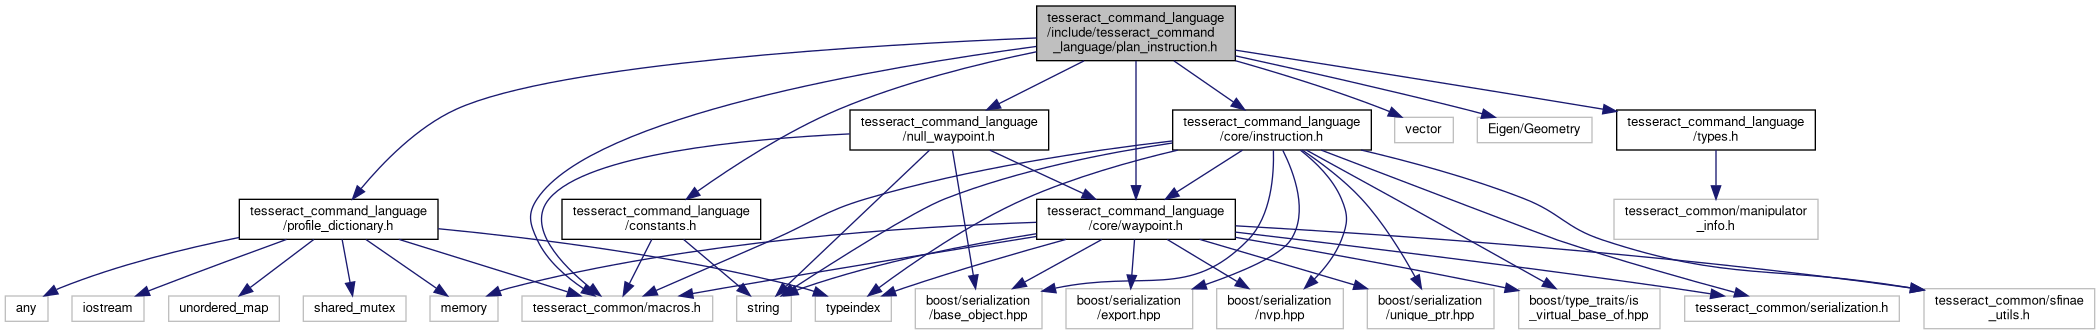 tesseract_command_language
/include/tesseract_command
_language/plan_instruction.h
tesseract_command_language
/null_waypoint.h
tesseract_command_language
/core/instruction.h
vector
Eigen/Geometry
tesseract_command_language
/types.h
tesseract_command_language
/profile_dictionary.h
tesseract_command_language
/constants.h
tesseract_command_language
/core/waypoint.h
tesseract_common/manipulator
_info.h
any
iostream
unordered_map
shared_mutex
memory
tesseract_common/macros.h
string
typeindex
boost/serialization
/base_object.hpp
boost/serialization
/export.hpp
boost/serialization
/nvp.hpp
boost/serialization
/unique_ptr.hpp
boost/type_traits/is
_virtual_base_of.hpp
tesseract_common/serialization.h
tesseract_common/sfinae
_utils.h